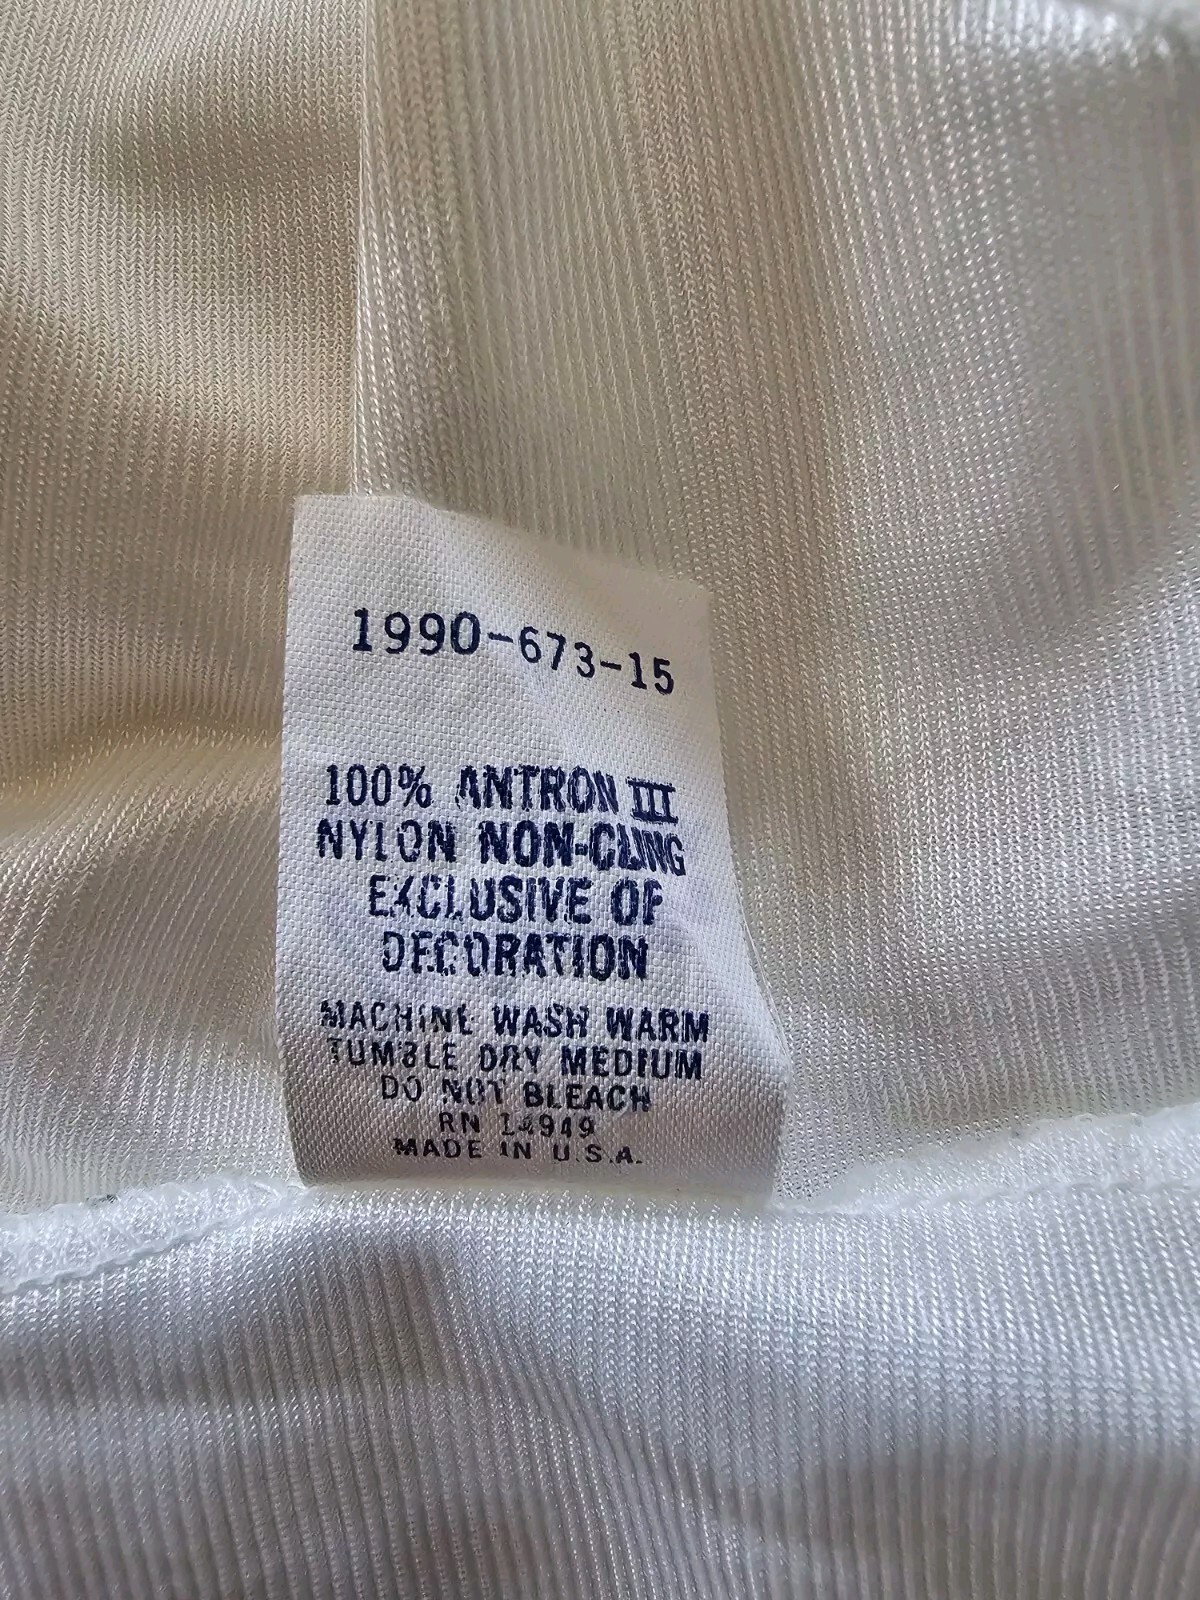 1990-673-15
100% ANTRON III
NYLON NON-CLING
EXCLUSIVE OF
DECORATION
MACHINE WASH WARM
TUMBLE DRY MEDIUM
DO NOT BLEACH
RN 14949
MADE IN U.S.A.